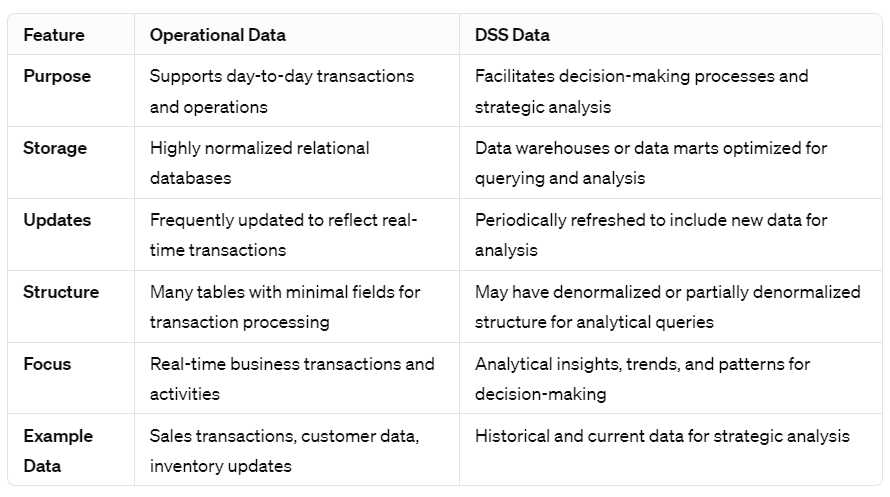 Feature Operational Data DSS Data
Purpose Supports day-to-day transactions Facilitates decision-making processes and
and operations strategic analysis
Storage Highly normalized relational Data warehouses or data marts optimized for
databases querying and analysis
Updates Frequently updated to reflect real- Periodically refreshed to include new data for
time transactions analysis
Structure Many tables with minimal fields for May have denormalized or partially denormalized
transaction processing structure for analytical queries
Focus Real-time business transactions and Analytical insights, trends, and patterns for
activities decision-making
Example Sales transactions, customer data, Historical and current data for strategic analysis
Data inventory updates